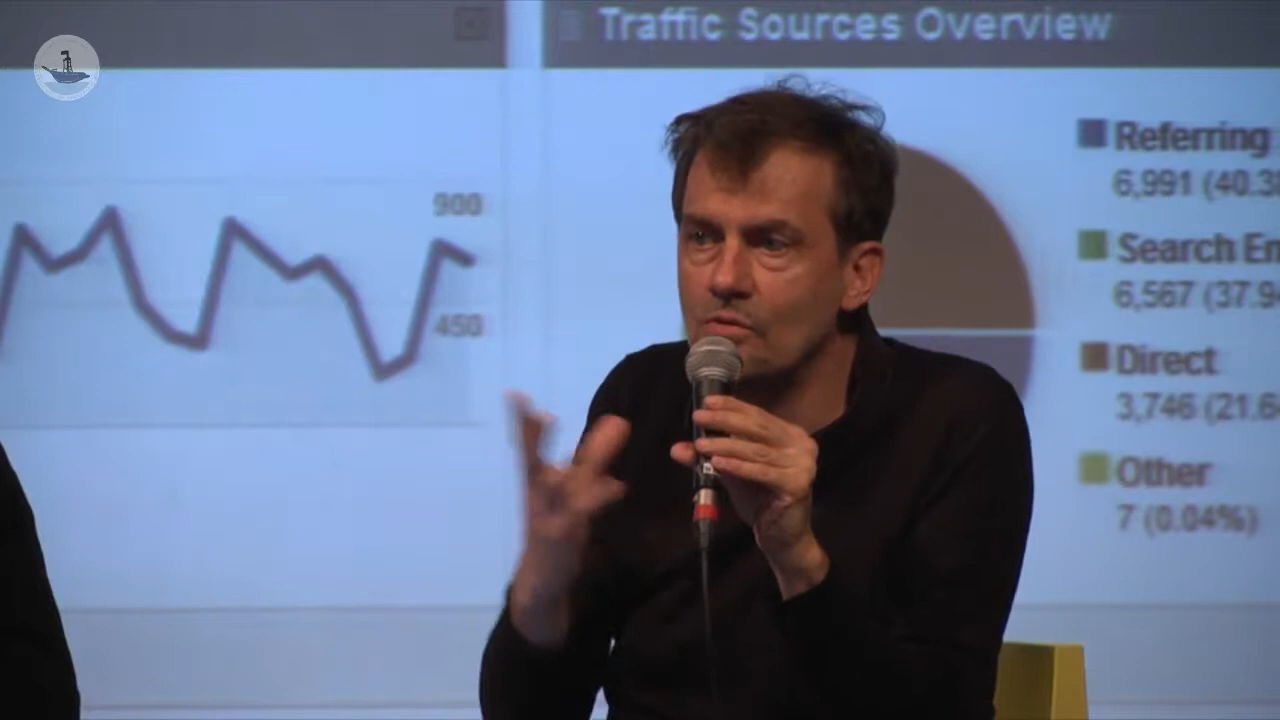 Traffic Sources Overview
900
450
Referring
6,991 (40.3
Search En
6,567 (37.9
Direct
3,746 (21.6
Other
7 (0.04%)